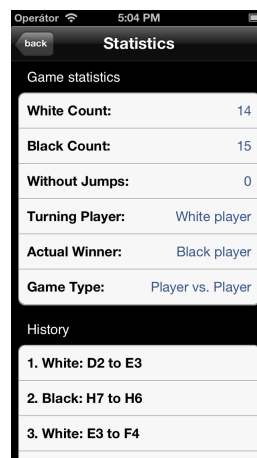 Operátor 5:04 PM
back Statistics
Game statistics
White Count: 14
Black Count: 15
Without Jumps: 0
Turning Player: White player
Actual Winner: Black player
Game Type: Player vs. Player
History
1. White: D2 to E3
2. Black: H7 to H6
3. White: E3 to F4